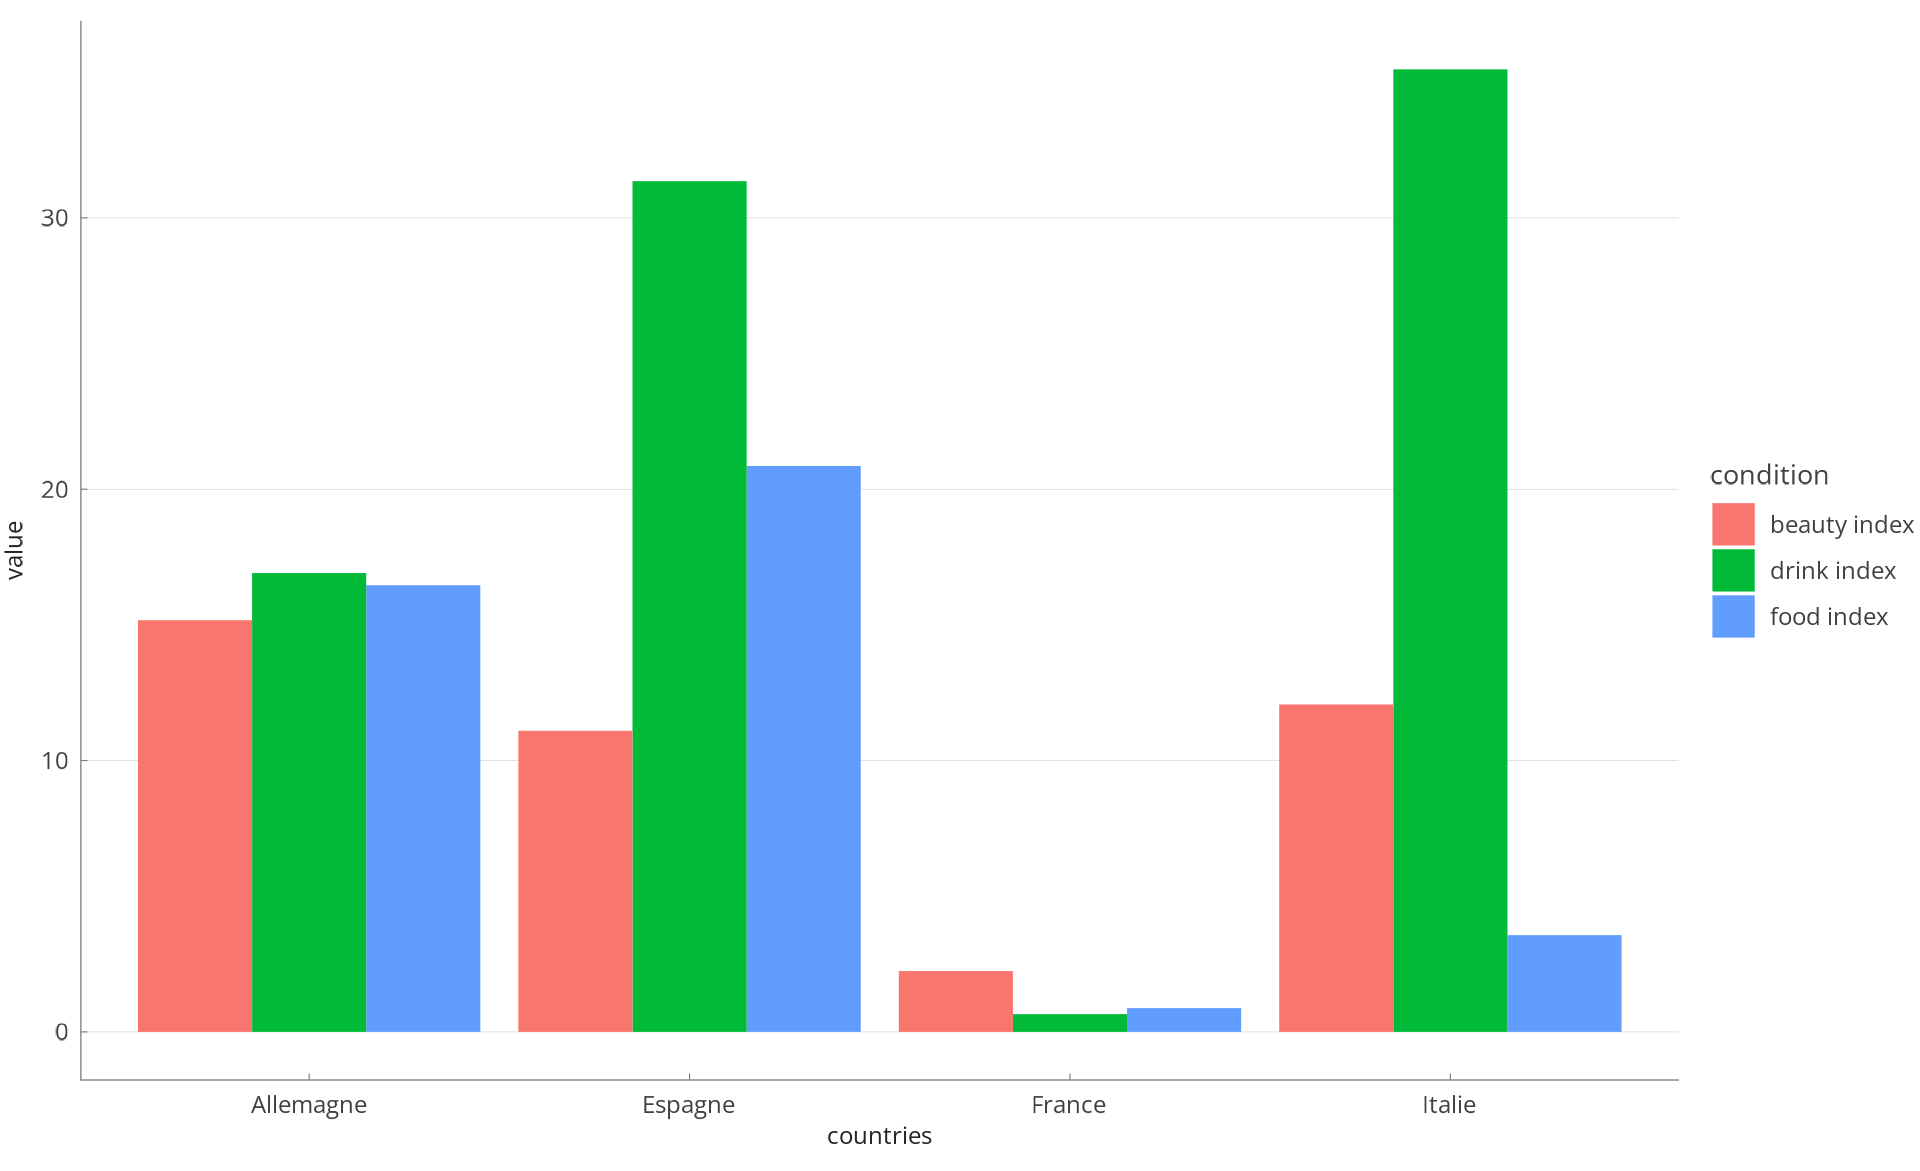 value
30
20
10
0
Allemagne
Espagne
France
Italie
countries
condition
beauty index
drink index
food index